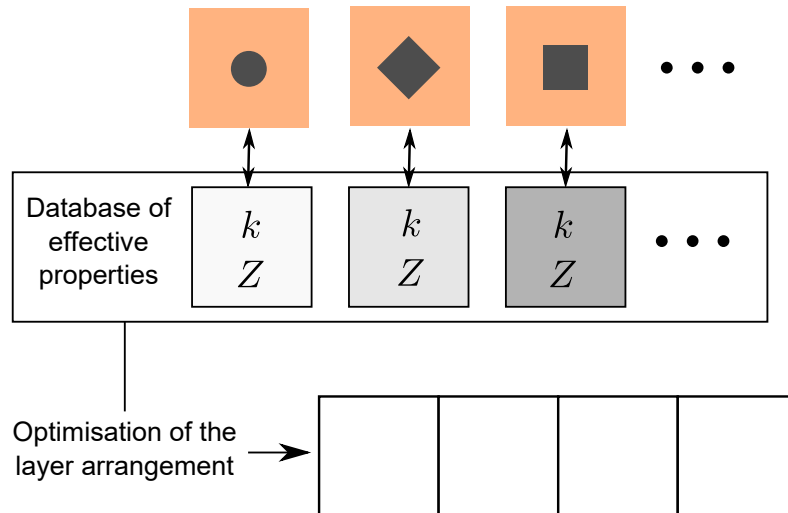 Database of
effective
properties
k
Z
k
Z
k
Z
Optimisation of the
layer arrangement